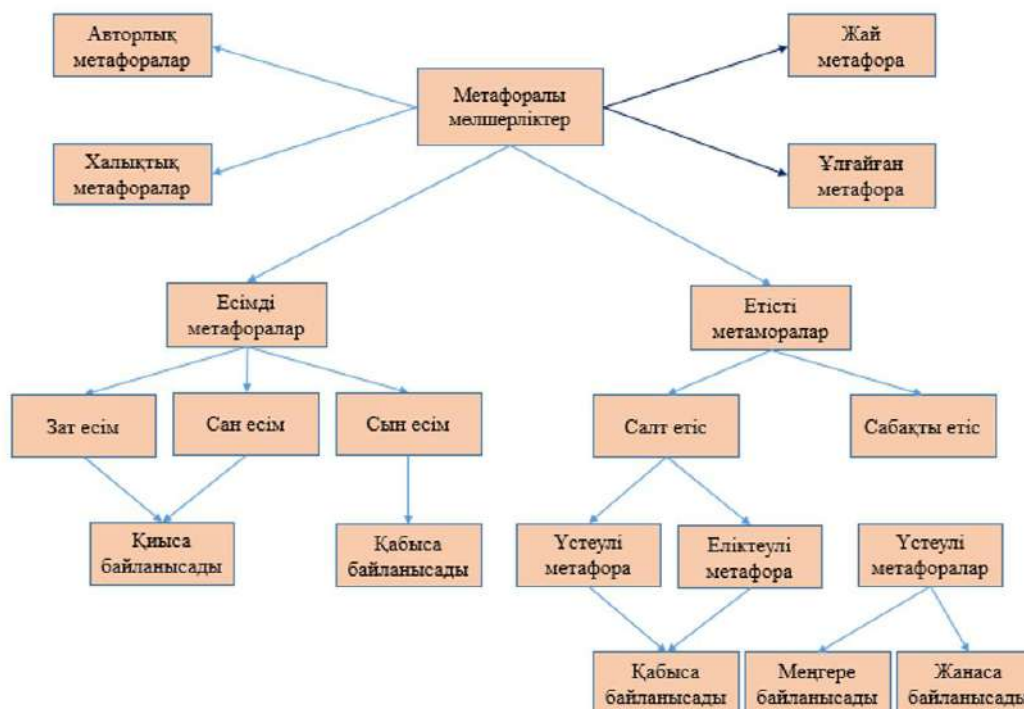 Авторлық
метафоралар
Жай
метафора
Метафоралы
мөлшерліктер
Халықтық
метафоралар
Ұлғайған
метафора
Есімді
метафоралар
Етісті
метаморалар
Зат есім
Сан есім
Сын есім
Салт етіс
Сабақты етіс
Қиыса
байланысады
Қабыса
байланысады
Үстеулі
метафора
Еліктеулі
метафора
Үстеулі
метафоралар
Қабыса
байланысады
Меңгере
байланысады
Жанаса
байланысады